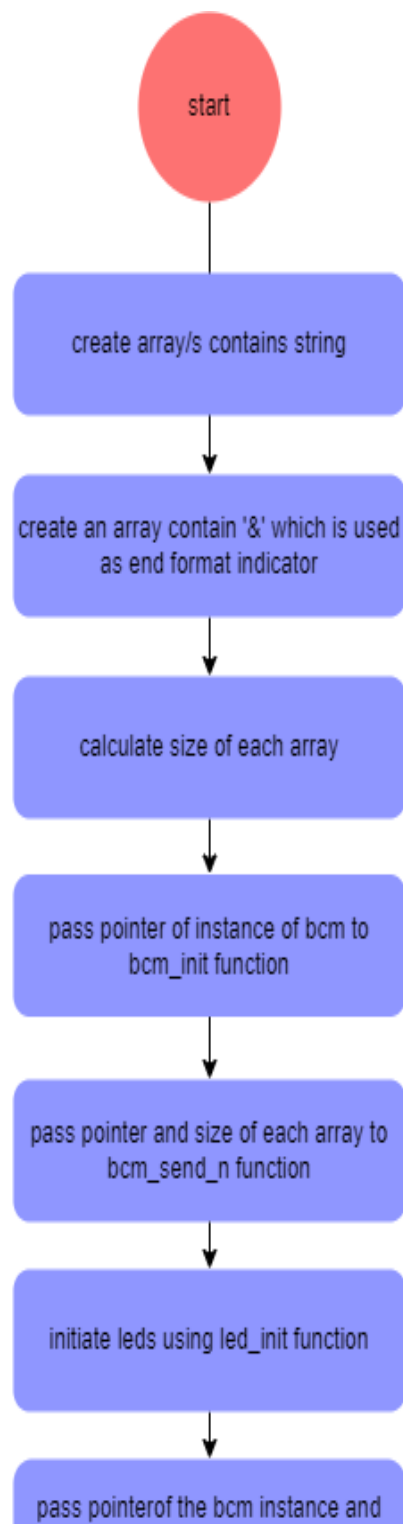 start
create array/s contains string
create an array contain '&' which is used
as end format indicator
calculate size of each array
pass pointer of instance of bcm to
bcm_init function
pass pointer and size of each array to
bcm_send_n function
initiate leds using led_init function
pass pointerof the bcm instance and